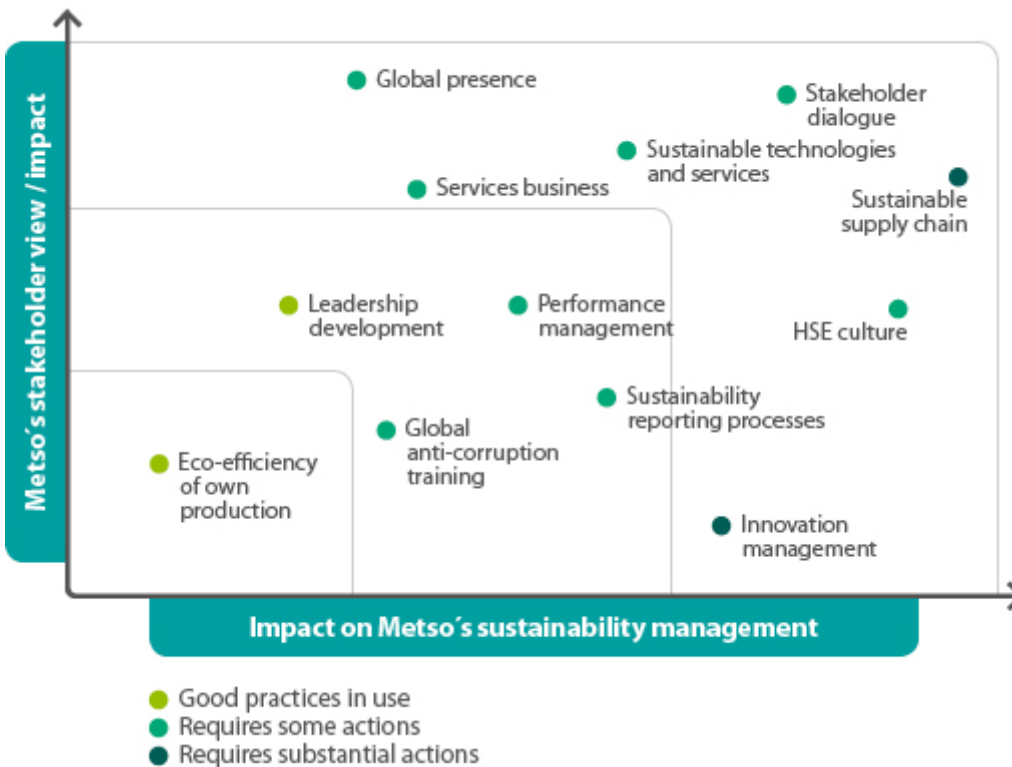 Metso´s stakeholder view / impact
Global presence
Stakeholder
dialogue
Sustainable technologies
and services
Services business
Sustainable
supply chain
Leadership
development
Performance
management
HSE culture
Sustainability
reporting processes
Global
anti-corruption
training
Eco-efficiency
of own
production
Innovation
management
Impact on Metso´s sustainability management
Good practices in use
Requires some actions
Requires substantial actions